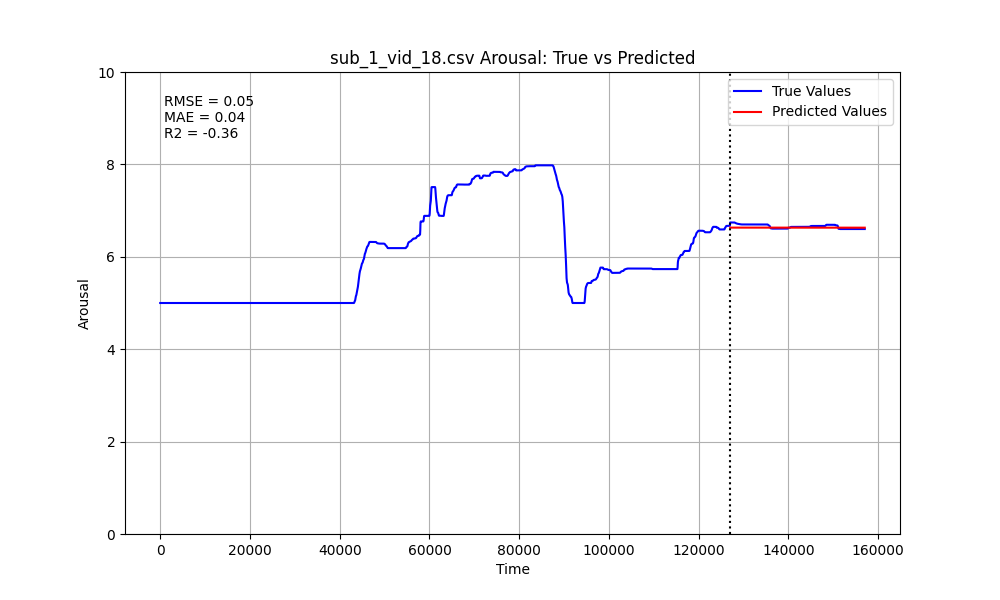 sub_1_vid_18.csv Arousal: True vs Predicted
10
8
6
4
2
0
Arousal
RMSE = 0.05
MAE = 0.04
R2 = -0.36
True Values
Predicted Values
0 20000 40000 60000 80000 100000 120000 140000 160000
Time